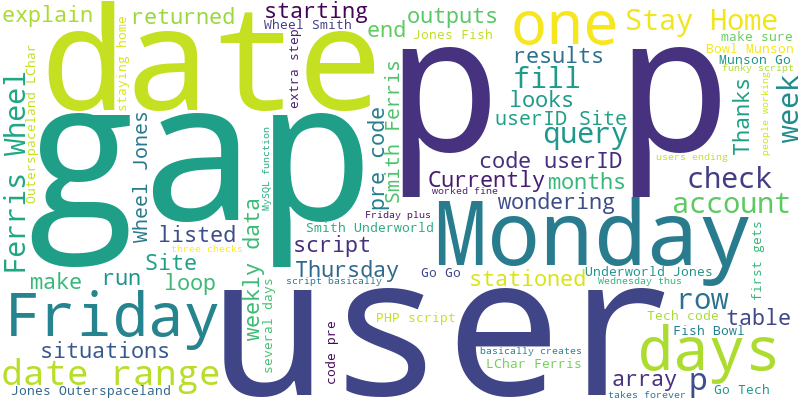 explain
returned
starting
Wheel Smith
outputs
end
Jones Fish
one
Stay Home
make sure
Bowl Munson
Munson Go
funky script
date
p p
extra step
staying home
Outerspaceland LChar
Ferris Wheel
gap
results
fill
looks
userID Site
query
Thanks
week
people working
users ending
Wheel Jones
MySQL function
pre code
Smith Ferris
code userID
Currently
worked fine
months
wondering
check
account
Friday plus
Smith Underworld
Monday
listed
three checks
script
Site
loop
run
make
weekly data
several days
Thursday
script basically
Go Go
stationed
Underworld Jones
Wednesday thus
first gets
Friday
user
row
table
Tech code
Fish Bowl
PHP script
situations
code pre
basically creates
LChar Ferris
days
date range
Jones Outerspaceland
array
p
Go Tech
takes forever